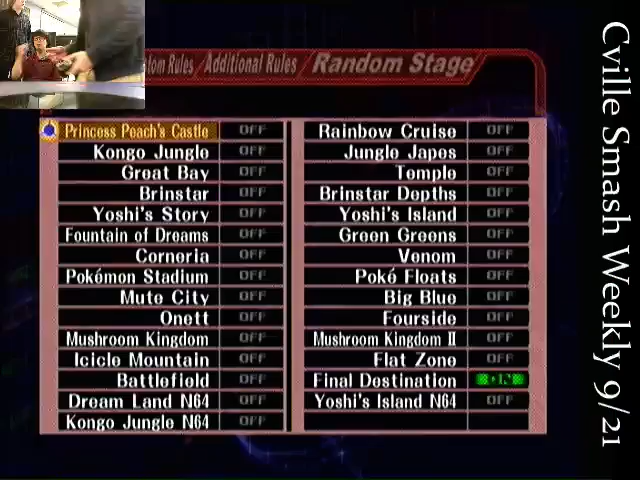 tom Rules / Additional Rules / Random Stage
Princess Peach's Castle OFF
Kongo Jungle OFF
Great Bay OFF
Brinstar OFF
Yoshi's Story OFF
Fountain of Dreams OFF
Corneria OFF
Pokémon Stadium OFF
Mute City OFF
Onett OFF
Mushroom Kingdom OFF
Icicle Mountain OFF
Battlefield OFF
Dream Land N64 OFF
Kongo Jungle N64 OFF
Rainbow Cruise OFF
Jungle Japes OFF
Temple OFF
Brinstar Depths OFF
Yoshi's Island OFF
Green Greens OFF
Venom OFF
Poké Floats OFF
Big Blue OFF
Fourside OFF
Mushroom Kingdom II OFF
Flat Zone OFF
Final Destination
Yoshi's Island N64 OFF
Cville Smash Weekly 9/21